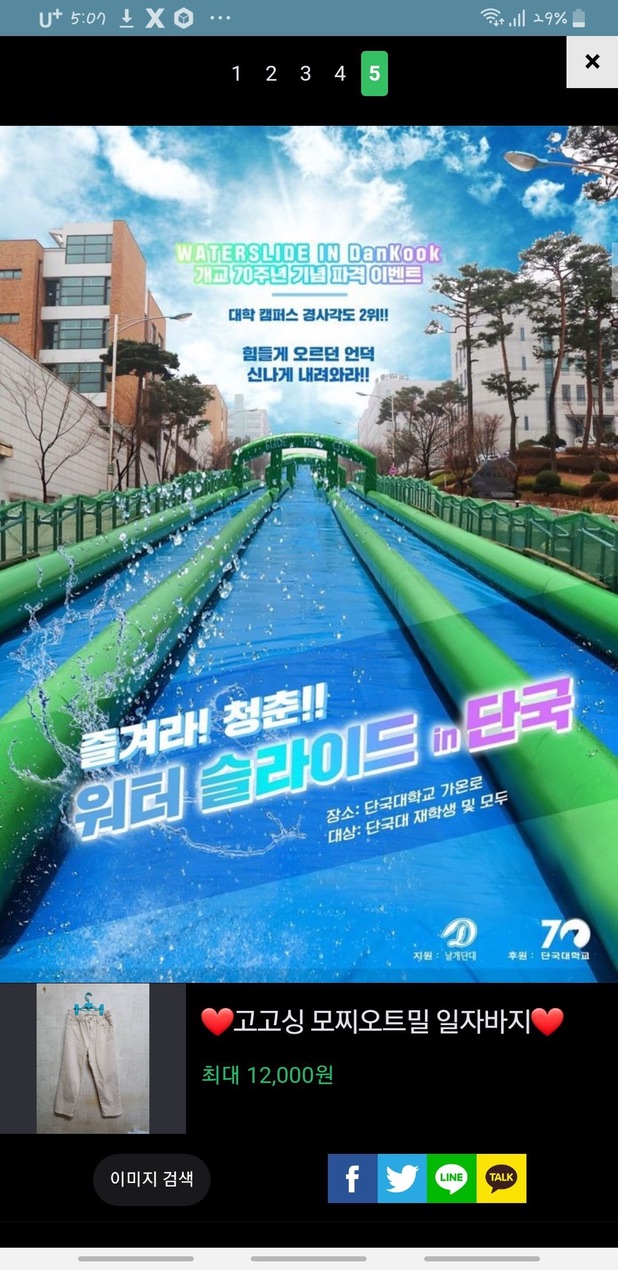 U+ 5:07 29%
1 2 3 4 5
WATERSLIDE IN DanKook
개교 70주년 기념 파격 이벤트
대학 캠퍼스 경사각도 2위!!
힘들게 오르던 언덕
신나게 내려와라!!
즐겨라! 청춘!!
워터 슬라이드 in 단국
장소: 단국대학교 가온로
대상: 단국대 재학생 및 모두
지원 : 날개단대 후원 : 70 단국대학교
❤️고고싱 모찌오트밀 일자바지❤️
최대 12,000원
이미지 검색
f LINE TALK